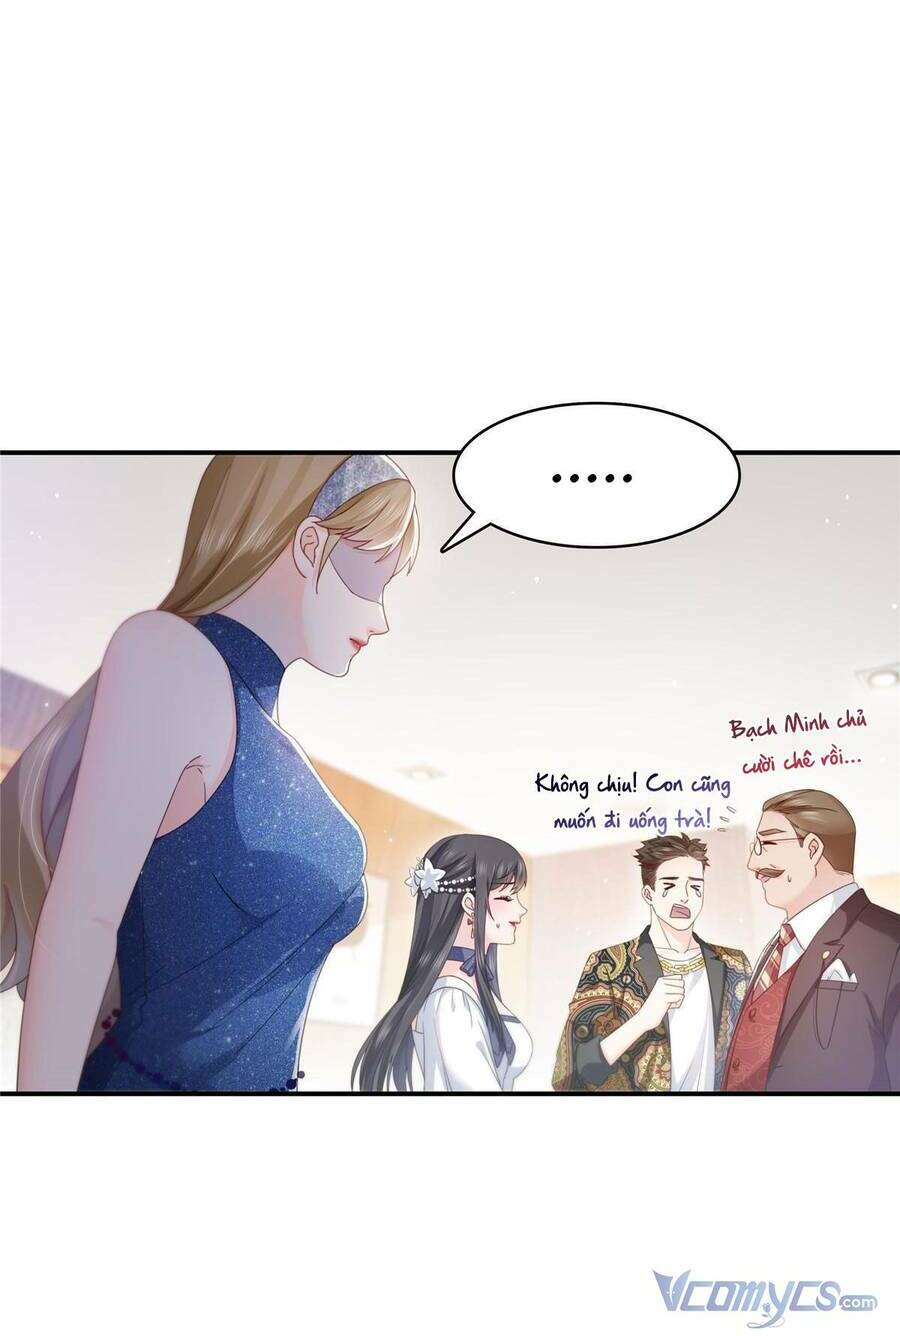 .....
Bạch Minh chủ
cười chê rồi...
Không chịu! Con cũng
muốn đi uống trà!
Vcomycs.com